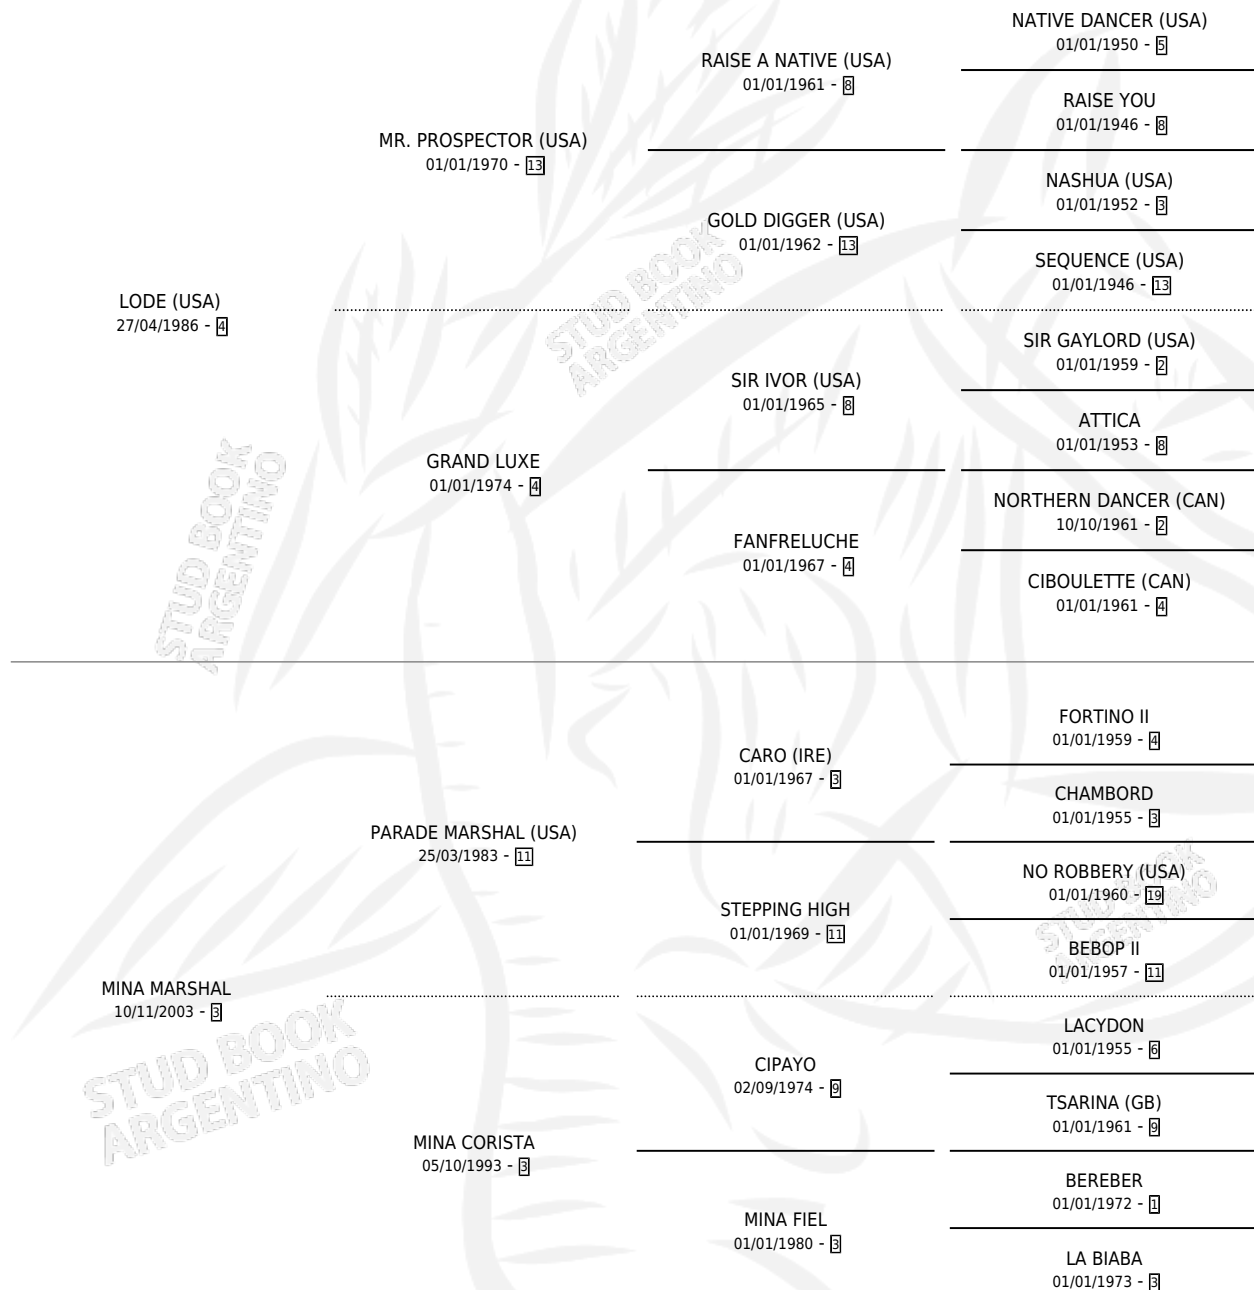 NATIVE DANCER (USA)
01/01/1950 - 5
RAISE A NATIVE (USA)
01/01/1961 - 8
RAISE YOU
01/01/1946 - 8
MR. PROSPECTOR (USA)
01/01/1970 - 13
NASHUA (USA)
01/01/1952 - 3
GOLD DIGGER (USA)
01/01/1962 - 13
SEQUENCE (USA)
01/01/1946 - 13
LODE (USA)
27/04/1986 - 4
STUD BOOK
ARGENTINO
SIR GAYLORD (USA)
01/01/1959 - 2
SIR IVOR (USA)
01/01/1965 - 8
ATTICA
01/01/1953 - 8
GRAND LUXE
01/01/1974 - 4
NORTHERN DANCER (CAN)
10/10/1961 - 2
FANFRELUCHE
01/01/1967 - 4
CIBOULETTE (CAN)
01/01/1961 - 4
STUD BOOK
ARGENTINO
FORTINO II
01/01/1959 - 4
CARO (IRE)
01/01/1967 - 3
CHAMBORD
01/01/1955 - 3
PARADE MARSHAL (USA)
25/03/1983 - 11
NO ROBBERY (USA)
01/01/1960 - 19
STEPPING HIGH
01/01/1969 - 11
BEBOP II
01/01/1957 - 11
STUD BOOK
ARGENTINO
MINA MARSHAL
10/11/2003 - 3
LACYDON
01/01/1955 - 6
CIPAYO
02/09/1974 - 9
TSARINA (GB)
01/01/1961 - 9
STUD BOOK
ARGENTINO
MINA CORISTA
05/10/1993 - 3
BEREBER
01/01/1972 - 1
MINA FIEL
01/01/1980 - 3
LA BIABA
01/01/1973 - 3